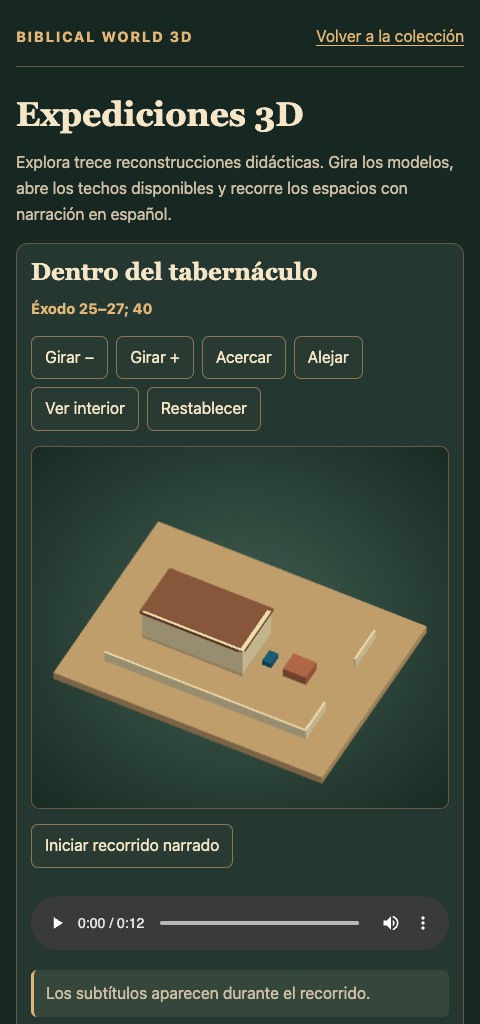 BIBLICAL WORLD 3D
Volver a la colección
Expediciones 3D
Explora trece reconstrucciones didácticas. Gira los modelos,
abre los techos disponibles y recorre los espacios con
narración en español.
Dentro del tabernáculo
Éxodo 25–27; 40
Girar –
Girar +
Acercar
Alejar
Ver interior
Restablecer
Iniciar recorrido narrado
0:00 / 0:12
Los subtítulos aparecen durante el recorrido.